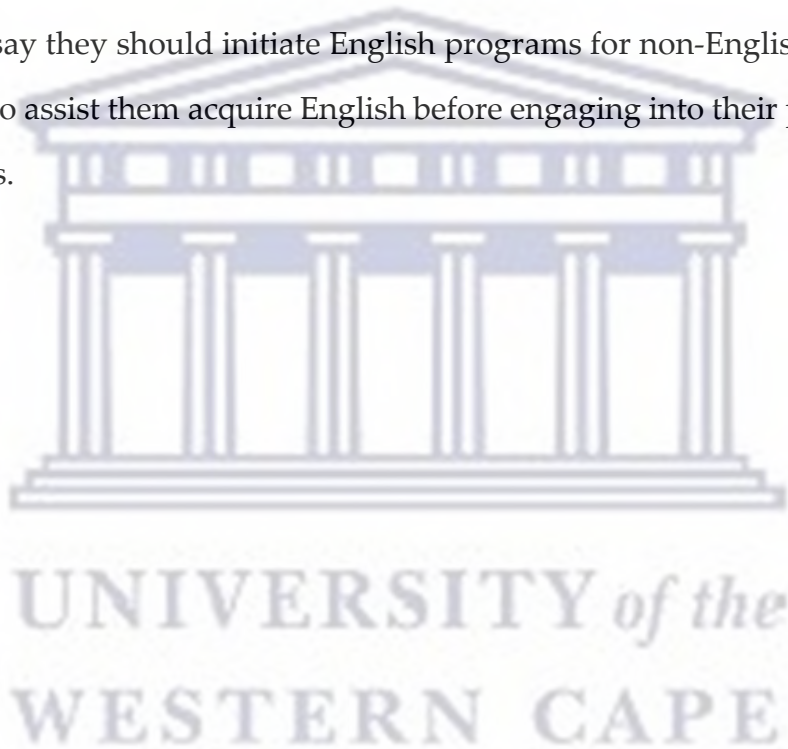 say they should initiate English programs for non-Englis
o assist them acquire English before engaging into their
s.
UNIVERSITY of the
WESTERN CAPE